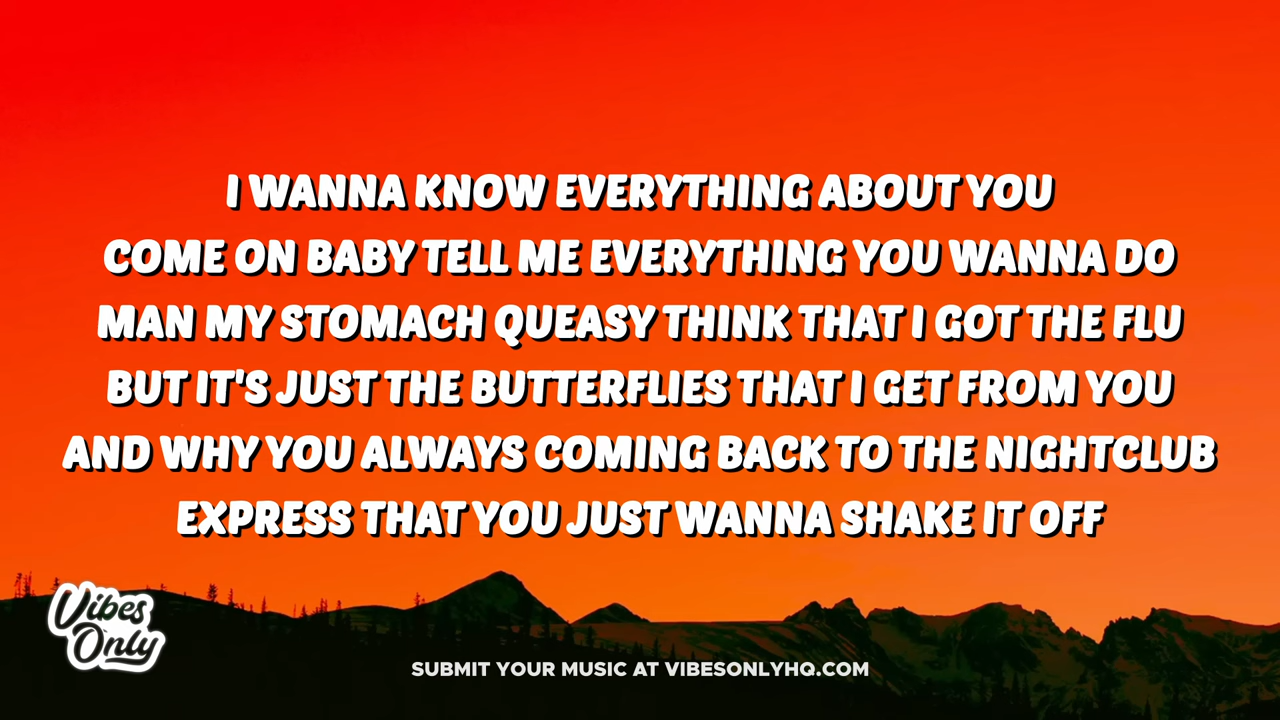 I WANNA KNOW EVERYTHING ABOUT YOU
COME ON BABY TELL ME EVERYTHING YOU WANNA DO
MAN MY STOMACH QUEASY THINK THAT I GOT THE FLU
BUT IT'S JUST THE BUTTERFLIES THAT I GET FROM YOU
AND WHY YOU ALWAYS COMING BACK TO THE NIGHTCLUB
EXPRESS THAT YOU JUST WANNA SHAKE IT OFF
Vibes
Only
SUBMIT YOUR MUSIC AT VIBESONLYHQ.COM